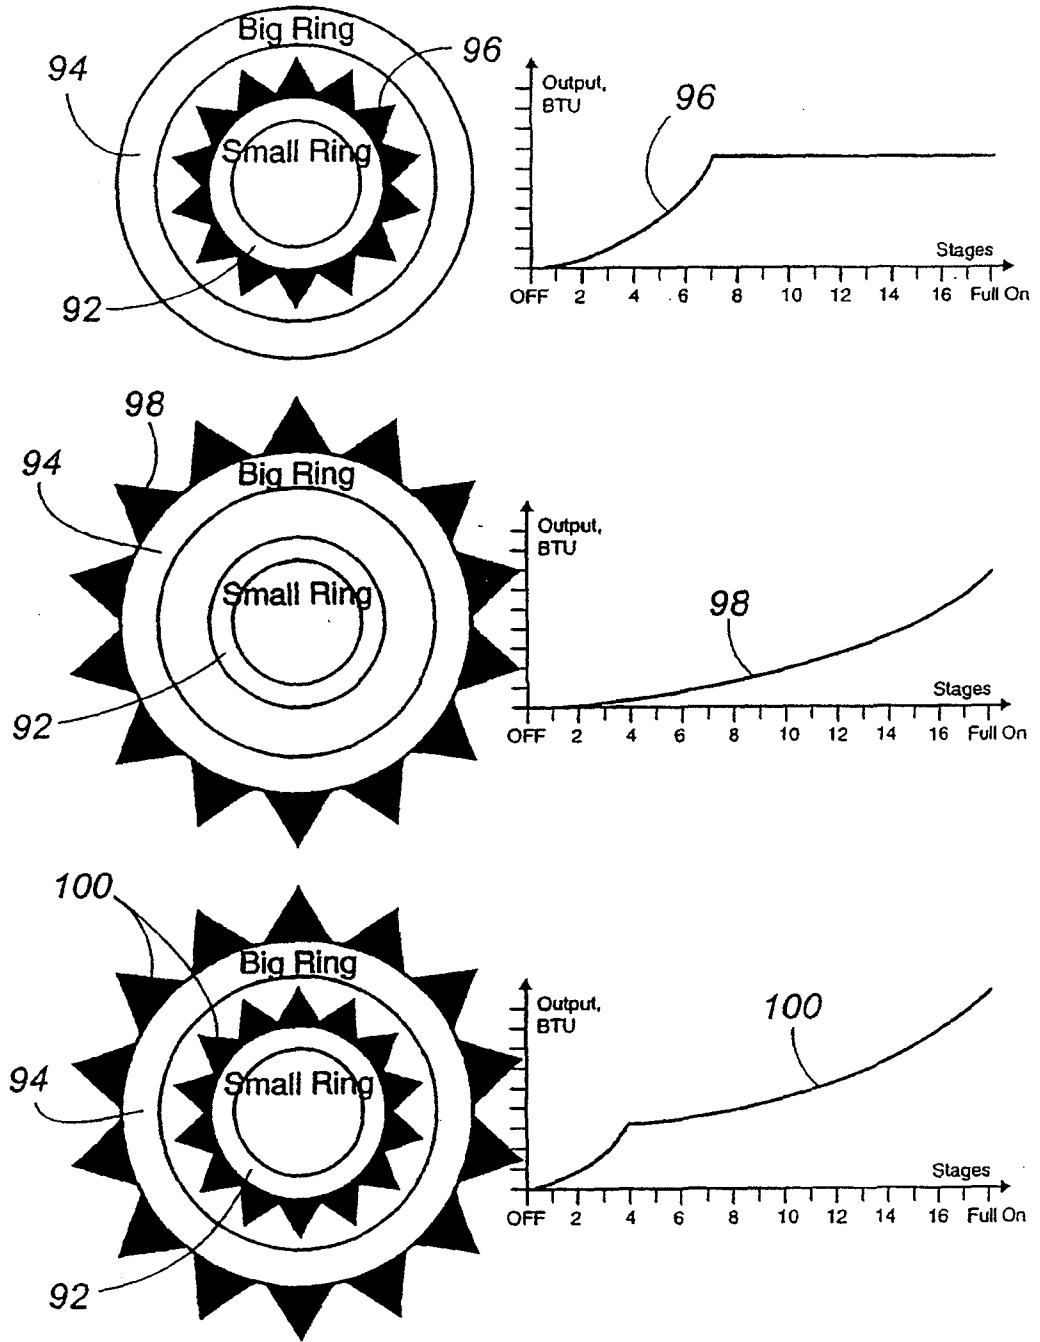 Big Ring
96
94
Small Ring
92
Output,
BTU
96
Stages
OFF 2 4 6 8 10 12 14 16 Full On
98
94
Big Ring
Small Ring
92
Output,
BTU
98
Stages
OFF 2 4 6 8 10 12 14 16 Full On
100
Big Ring
94
Small Ring
92
Output,
BTU
100
Stages
OFF 2 4 6 8 10 12 14 16 Full On